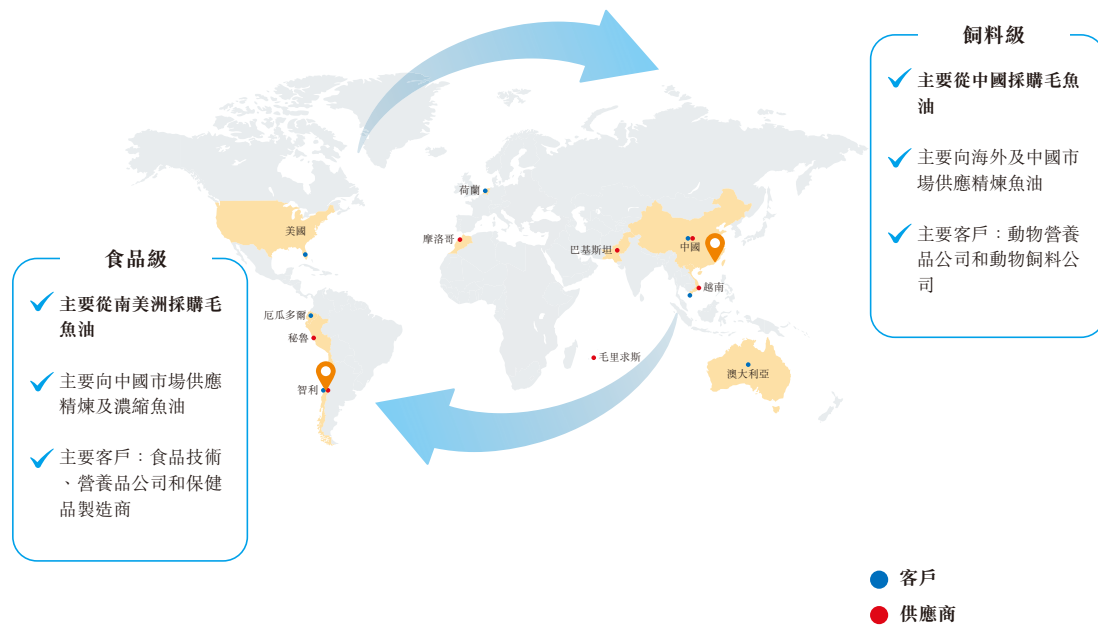 飼料級
主要從中國採購毛魚
油
主要向海外及中國市
場供應精煉魚油
主要客戶：動物營養
品公司和動物飼料公
司
荷蘭
美國
摩洛哥
巴基斯坦
中國
越南
厄瓜多爾
秘魯
毛里求斯
智利
澳大利亞
食品級
主要從南美洲採購毛
魚油
主要向中國市場供應
精煉及濃縮魚油
主要客戶：食品技術
、營養品公司和保健
品製造商
客戶
供應商